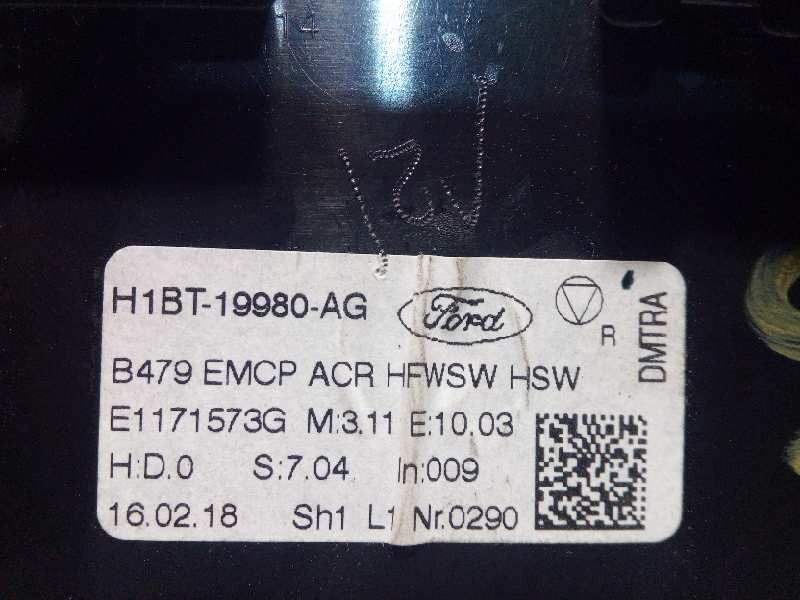 14
H1BT-19980-AG Ford
R
DMTRA
B479 EMCP ACR HFWSW HSW
E1171573G M:3.11 E:10.03
H:D.0 S:7.04 In:009
16.02.18 Sh1 L1 Nr.0290